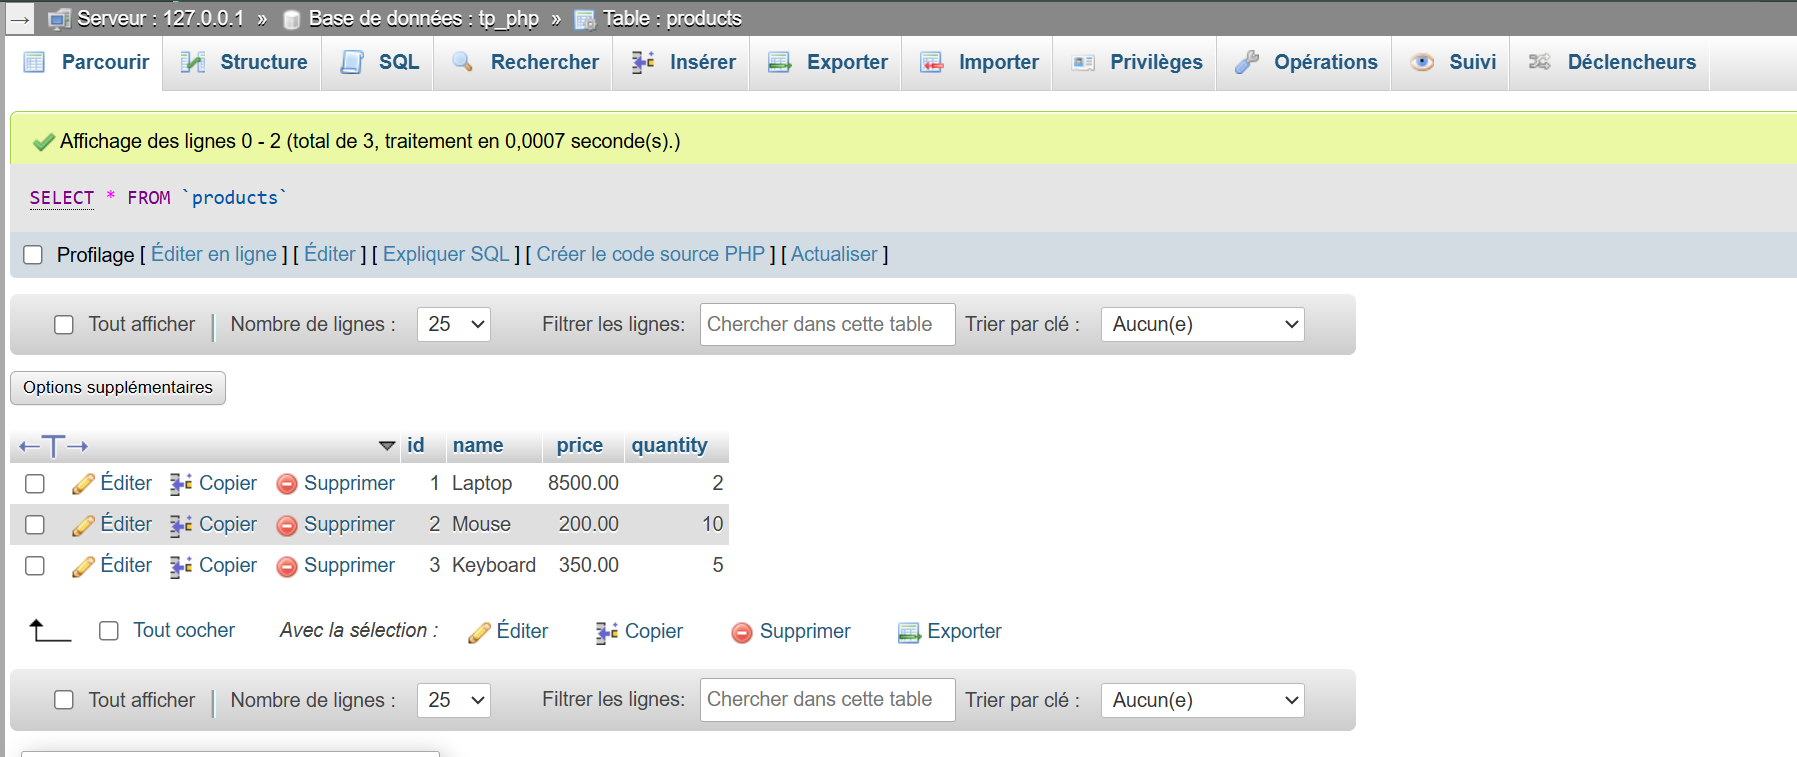 Serveur : 127.0.0.1 » Base de données : tp_php » Table : products
Parcourir Structure SQL Rechercher Insérer Exporter Importer Privilèges Opérations Suivi Déclencheurs
Affichage des lignes 0 - 2 (total de 3, traitement en 0,0007 seconde(s).)
SELECT * FROM `products`
Profilage [ Éditer en ligne ] [ Éditer ] [ Expliquer SQL ] [ Créer le code source PHP ] [ Actualiser ]
Tout afficher | Nombre de lignes : 25 Filtrer les lignes: Chercher dans cette table Trier par clé : Aucun(e)
Options supplémentaires
←T→ id name price quantity
Éditer Copier Supprimer 1 Laptop 8500.00 2
Éditer Copier Supprimer 2 Mouse 200.00 10
Éditer Copier Supprimer 3 Keyboard 350.00 5
Tout cocher Avec la sélection : Éditer Copier Supprimer Exporter
Tout afficher | Nombre de lignes : 25 Filtrer les lignes: Chercher dans cette table Trier par clé : Aucun(e)